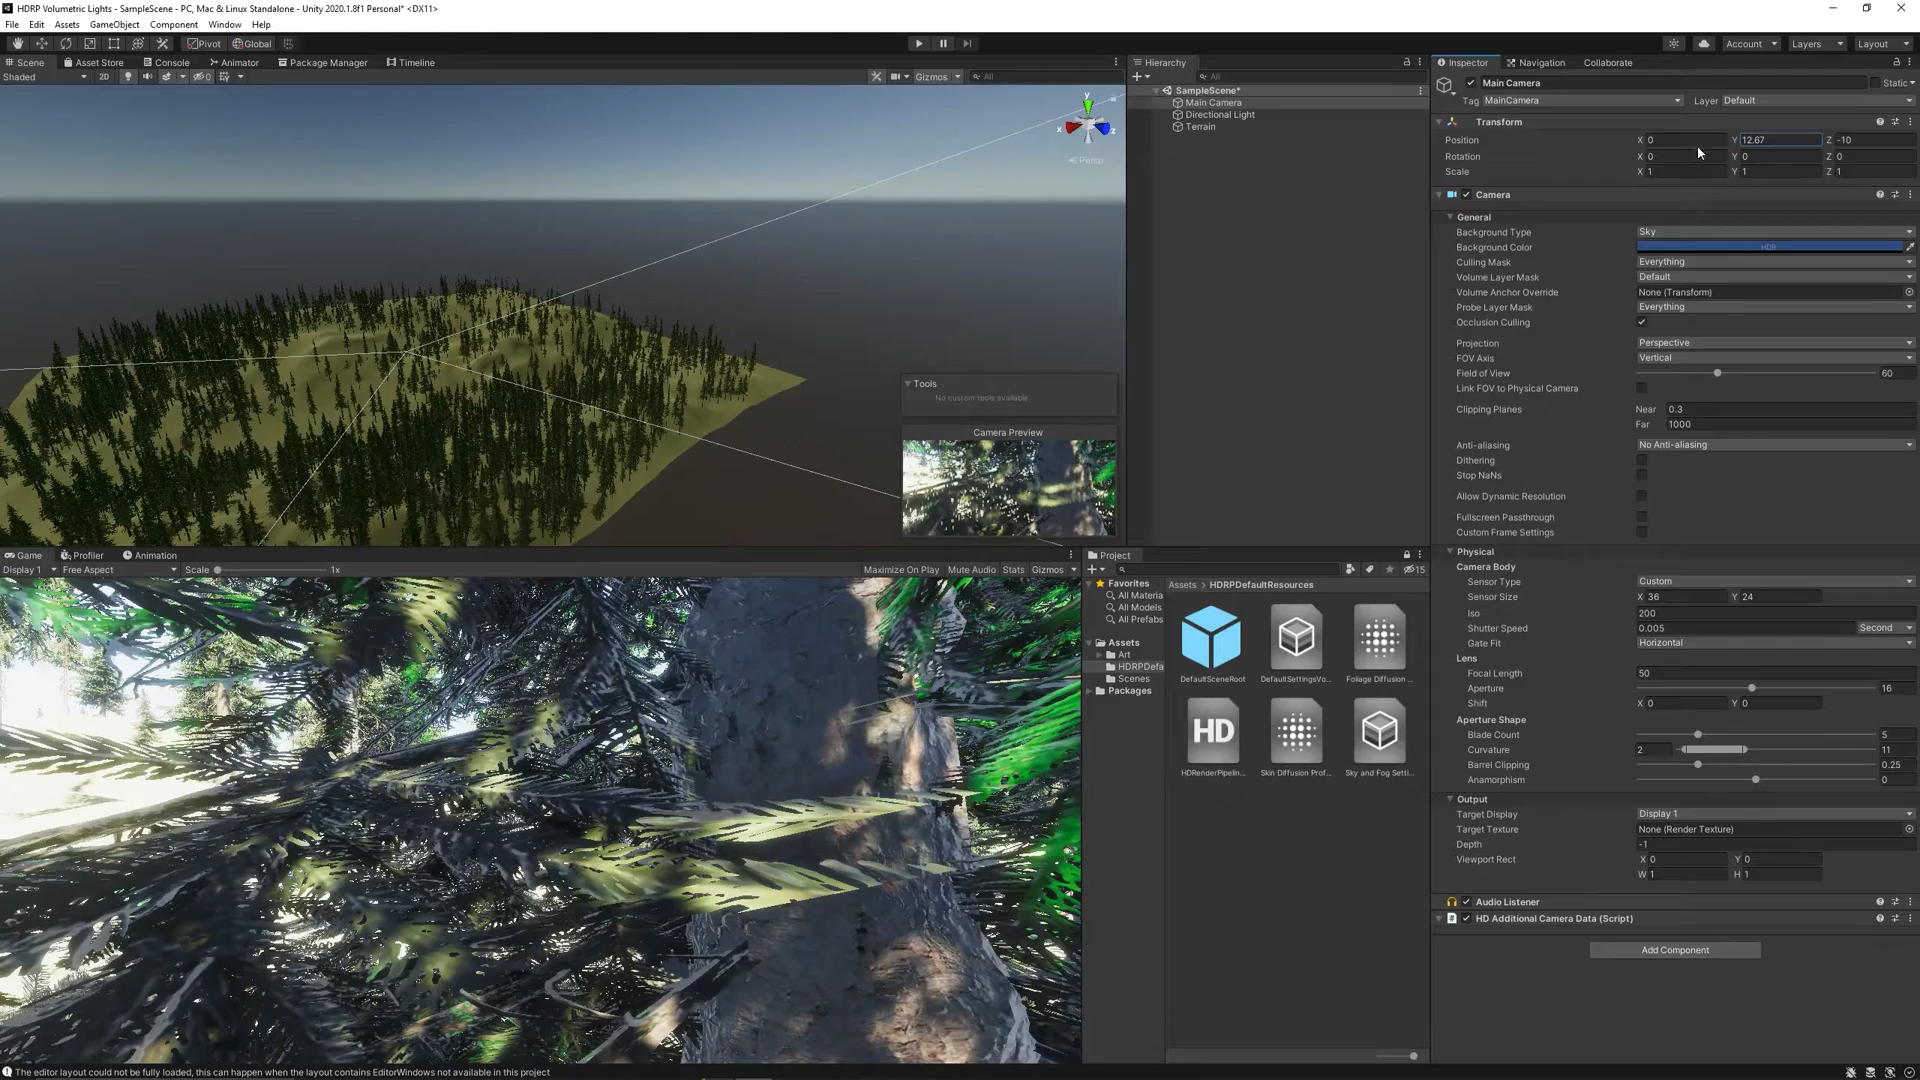 HDRP Volumetric Lights - SampleScene - PC, Mac & Linux Standalone - Unity 2020.1.8f1 Personal* <DX11>
File Edit Assets GameObject Component Window Help
Pivot Global Account Layers Layout
Scene Asset Store Console Animator Package Manager Timeline
Shaded 2D 0 Gizmos All
y
x z
Persp
Tools
No custom tools available
Camera Preview
Hierarchy
All
SampleScene*
Main Camera
Directional Light
Terrain
Inspector Navigation Collaborate
Main Camera Static
Tag MainCamera Layer Default
Transform
Position X 0 Y 12.67 Z -10
Rotation X 0 Y 0 Z 0
Scale X 1 Y 1 Z 1
Camera
General
Background Type Sky
Background Color HDR
Culling Mask Everything
Volume Layer Mask Default
Volume Anchor Override None (Transform)
Probe Layer Mask Everything
Occlusion Culling
Projection Perspective
FOV Axis Vertical
Field of View 60
Link FOV to Physical Camera
Clipping Planes Near 0.3
Far 1000
Anti-aliasing No Anti-aliasing
Dithering
Stop NaNs
Allow Dynamic Resolution
Fullscreen Passthrough
Custom Frame Settings
Physical
Camera Body
Sensor Type Custom
Sensor Size X 36 Y 24
Iso 200
Shutter Speed 0.005 Second
Gate Fit Horizontal
Lens
Focal Length 50
Aperture 16
Shift X 0 Y 0
Aperture Shape
Blade Count 5
Curvature 2 11
Barrel Clipping 0.25
Anamorphism 0
Output
Target Display Display 1
Target Texture None (Render Texture)
Depth -1
Viewport Rect X 0 Y 0
W 1 H 1
Audio Listener
HD Additional Camera Data (Script)
Add Component
Game Profiler Animation
Display 1 Free Aspect Scale 1x Maximize On Play Mute Audio Stats Gizmos
Project
15
Favorites
All Materia
All Models
All Prefabs
Assets
Art
HDRPDefa
Scenes
Packages
Assets HDRPDefaultResources
DefaultSceneRoot DefaultSettingsVo... Foliage Diffusion ...
HD
HDRenderPipelin... Skin Diffusion Prof... Sky and Fog Setti...
The editor layout could not be fully loaded, this can happen when the layout contains EditorWindows not available in this project